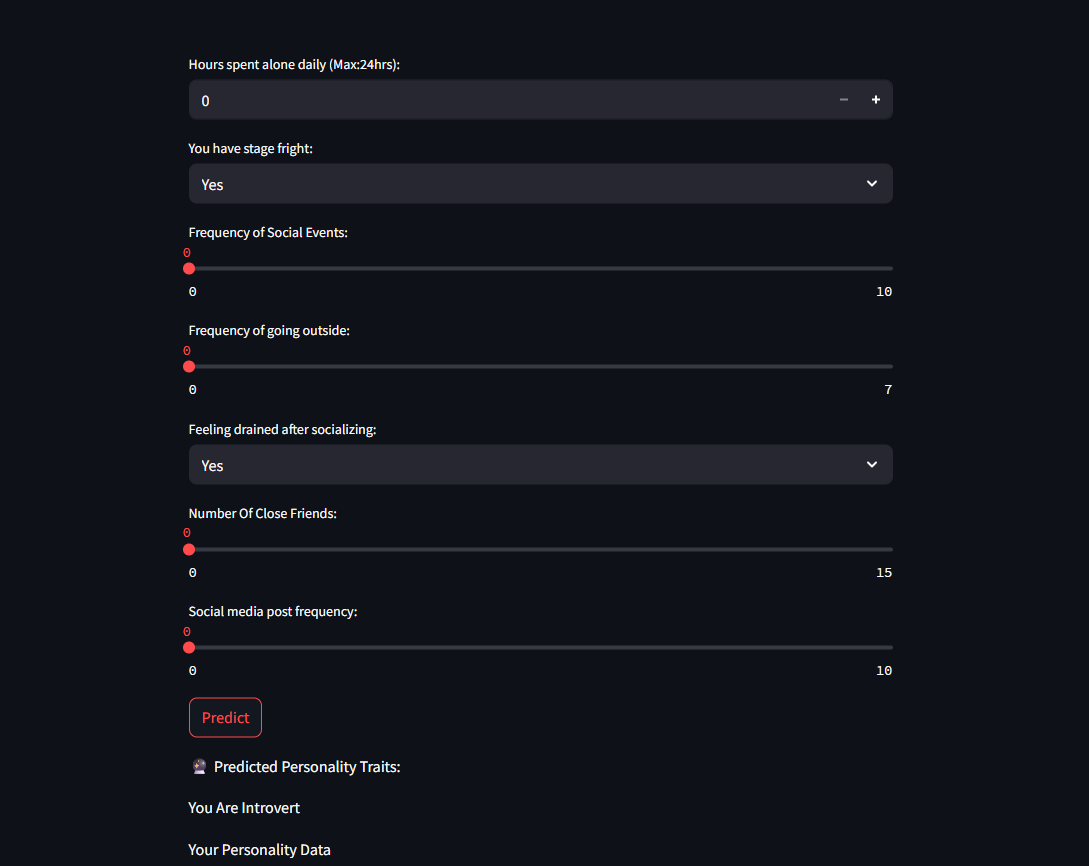 Hours spent alone daily (Max:24hrs):
0
You have stage fright:
Yes
Frequency of Social Events:
0
0 10
Frequency of going outside:
0
0 7
Feeling drained after socializing:
Yes
Number Of Close Friends:
0
0 15
Social media post frequency:
0
0 10
Predict
🔮 Predicted Personality Traits:
You Are Introvert
Your Personality Data